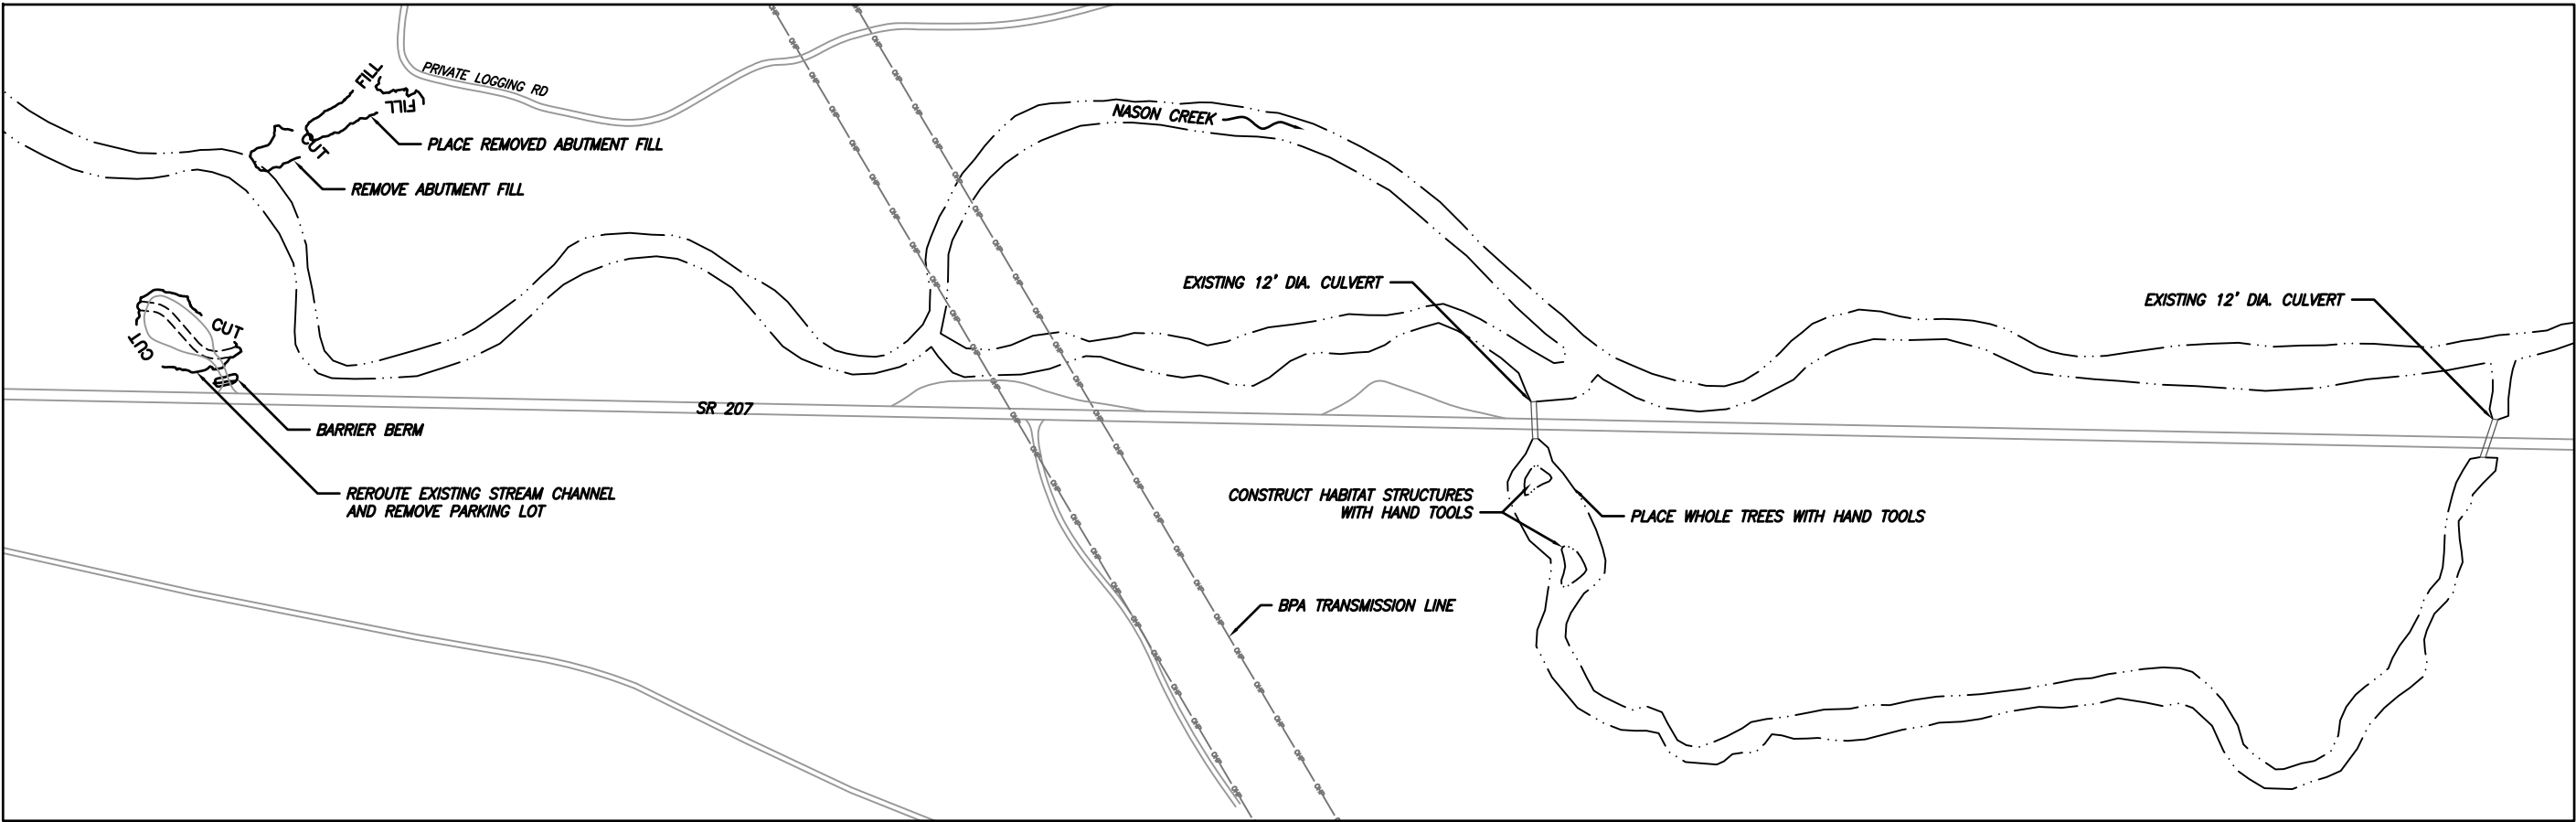 PRIVATE LOGGING RD
FILL
FILL
CUT
PLACE REMOVED ABUTMENT FILL
REMOVE ABUTMENT FILL
NASON CREEK
EXISTING 12' DIA. CULVERT
EXISTING 12' DIA. CULVERT
CUT
CUT
SR 207
BARRIER BERM
REROUTE EXISTING STREAM CHANNEL
AND REMOVE PARKING LOT
CONSTRUCT HABITAT STRUCTURES
WITH HAND TOOLS
PLACE WHOLE TREES WITH HAND TOOLS
BPA TRANSMISSION LINE